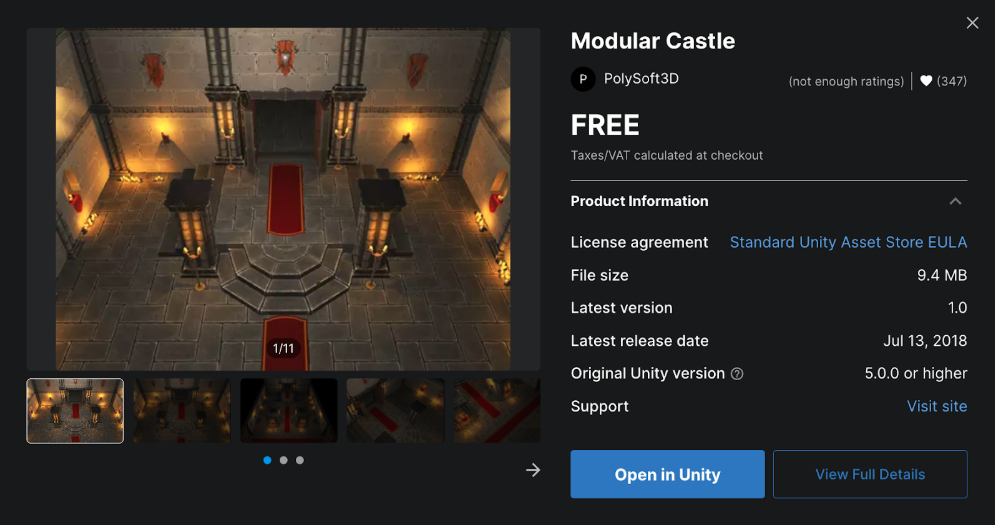 Modular Castle
P PolySoft3D
(not enough ratings) | (347)
FREE
Taxes/VAT calculated at checkout
Product Information
License agreement Standard Unity Asset Store EULA
File size 9.4 MB
Latest version 1.0
Latest release date Jul 13, 2018
Original Unity version ? 5.0.0 or higher
Support Visit site
1/11
Open in Unity
View Full Details